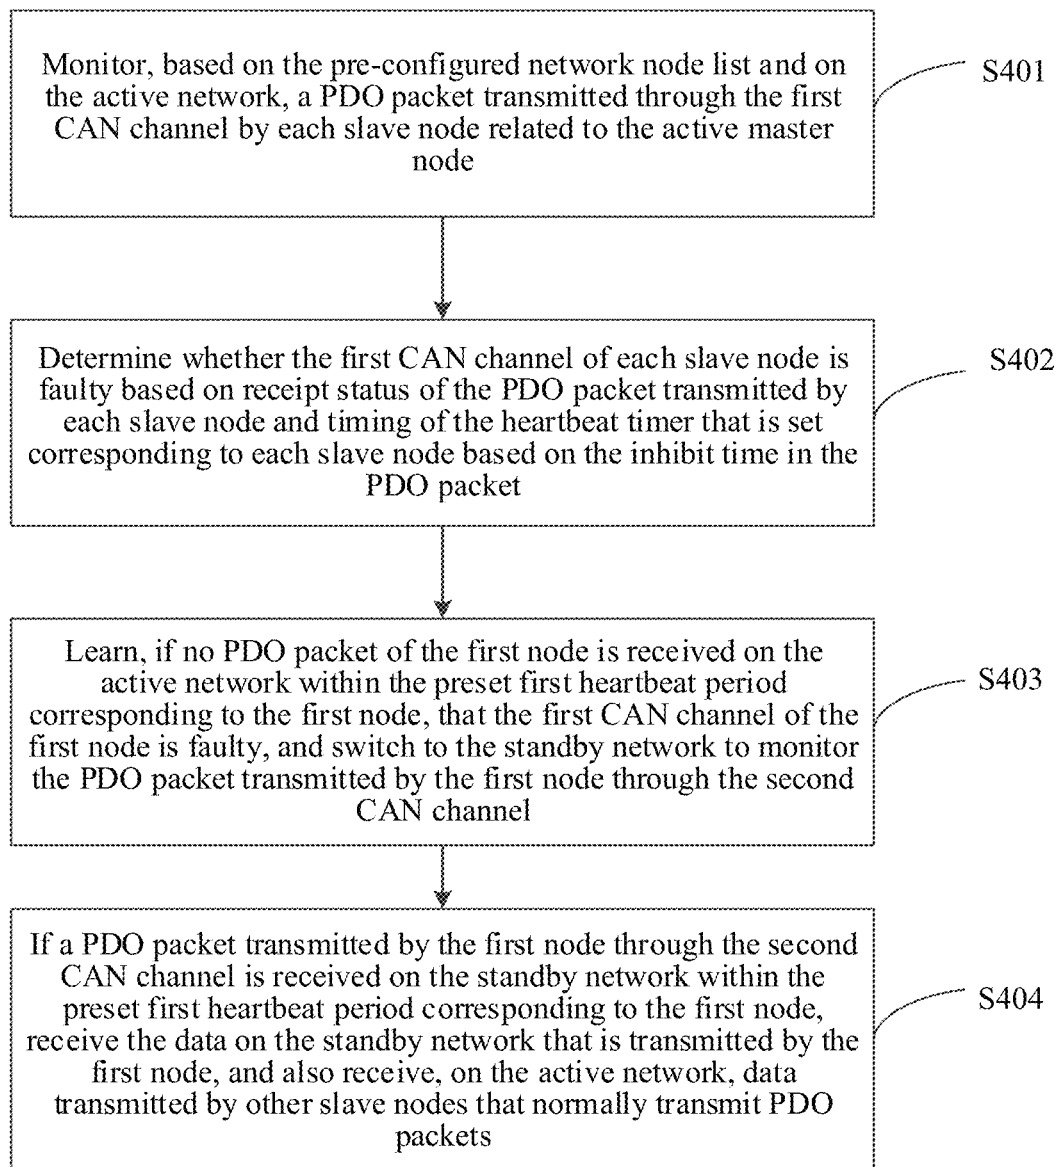 Monitor, based on the pre-configured network node list and on
the active network, a PDO packet transmitted through the first
CAN channel by each slave node related to the active master
node
S401
Determine whether the first CAN channel of each slave node is
faulty based on receipt status of the PDO packet transmitted by
each slave node and timing of the heartbeat timer that is set
corresponding to each slave node based on the inhibit time in the
PDO packet
S402
Learn, if no PDO packet of the first node is received on the
active network within the preset first heartbeat period
corresponding to the first node, that the first CAN channel of the
first node is faulty, and switch to the standby network to monitor
the PDO packet transmitted by the first node through the second
CAN channel
S403
If a PDO packet transmitted by the first node through the second
CAN channel is received on the standby network within the
preset first heartbeat period corresponding to the first node,
receive the data on the standby network that is transmitted by the
first node, and also receive, on the active network, data
transmitted by other slave nodes that normally transmit PDO
packets
S404